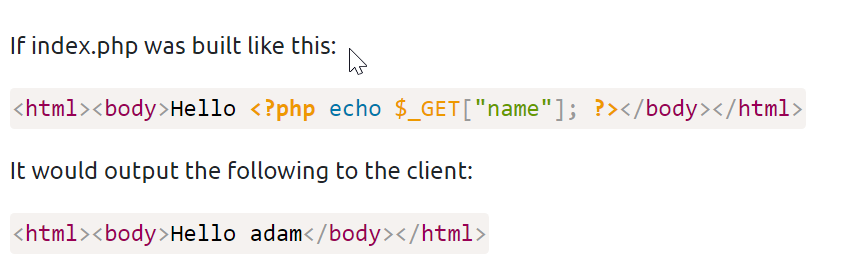 If index.php was built like this:
<html><body>Hello <?php echo $_GET["name"]; ?></body></html>
It would output the following to the client:
<html><body>Hello adam</body></html>